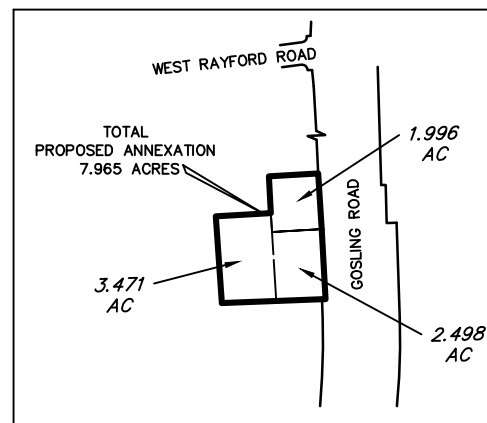 WEST RAYFORD ROAD
TOTAL
PROPOSED ANNEXATION
7.965 ACRES
1.996
AC
GOSLING ROAD
3.471
AC
2.498
AC